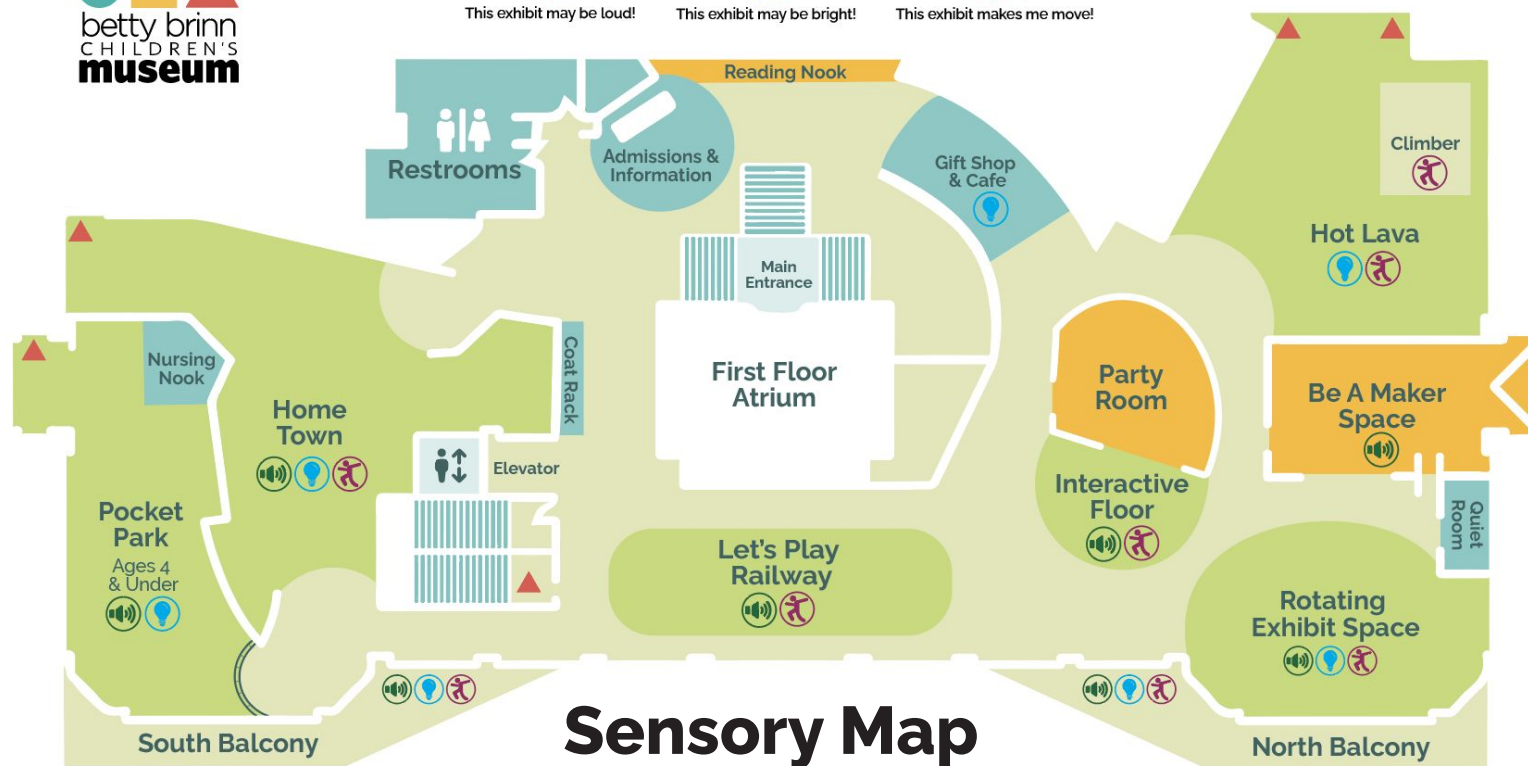 betty brinn
CHILDREN'S
museum
This exhibit may be loud!
This exhibit may be bright!
This exhibit makes me move!
Reading Nook
Restrooms
Admissions &
Information
Gift Shop
& Cafe
Climber
Hot Lava
Main
Entrance
Nursing
Nook
Coat Rack
First Floor
Atrium
Party
Room
Be A Maker
Space
Home
Town
Elevator
Interactive
Floor
Quiet
Room
Pocket
Park
Ages 4
& Under
Let's Play
Railway
Rotating
Exhibit Space
South Balcony
Sensory Map
North Balcony